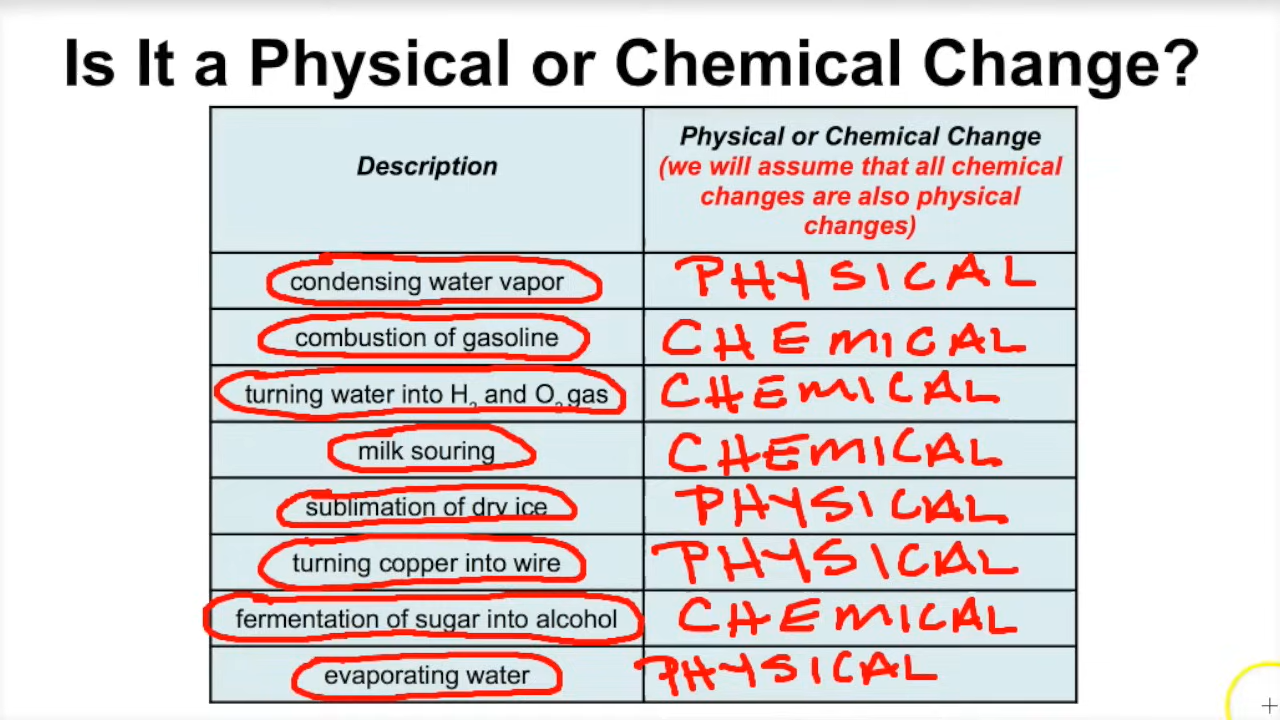 Is It a Physical or Chemical Change?
Description
Physical or Chemical Change
(we will assume that all chemical
changes are also physical
changes)
condensing water vapor PHYSICAL
combustion of gasoline CHEMICAL
turning water into H₂ and O₂ gas CHEMICAL
milk souring CHEMICAL
sublimation of dry ice PHYSICAL
turning copper into wire PHYSICAL
fermentation of sugar into alcohol CHEMICAL
evaporating water PHYSICAL